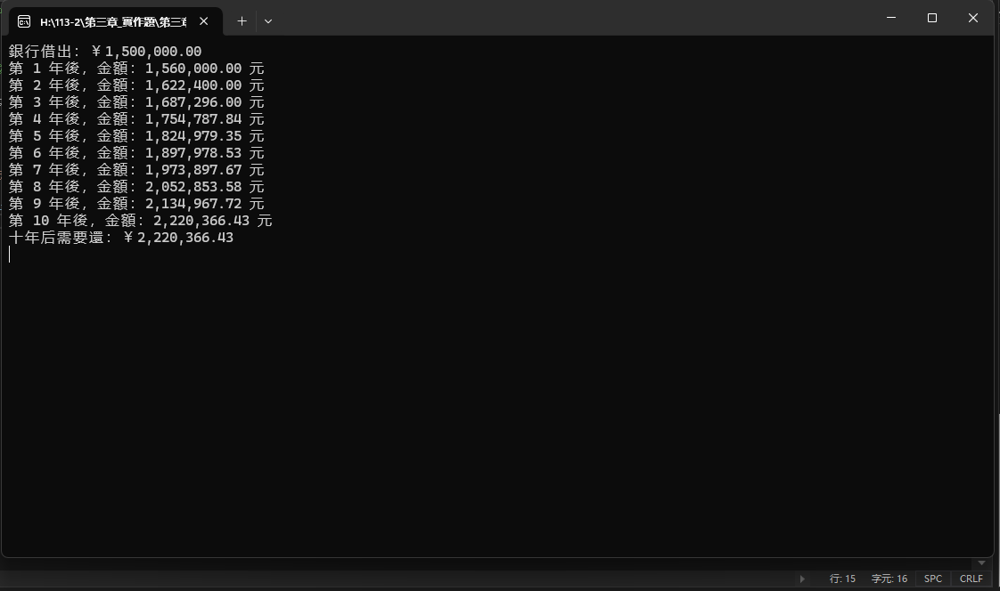 H:\113-2\第三章_實作題\第三章
銀行借出：￥1,500,000.00
第 1 年後，金額：1,560,000.00 元
第 2 年後，金額：1,622,400.00 元
第 3 年後，金額：1,687,296.00 元
第 4 年後，金額：1,754,787.84 元
第 5 年後，金額：1,824,979.35 元
第 6 年後，金額：1,897,978.53 元
第 7 年後，金額：1,973,897.67 元
第 8 年後，金額：2,052,853.58 元
第 9 年後，金額：2,134,967.72 元
第 10 年後，金額：2,220,366.43 元
十年后需要還：￥2,220,366.43
行: 15 字元: 16 SPC CRLF